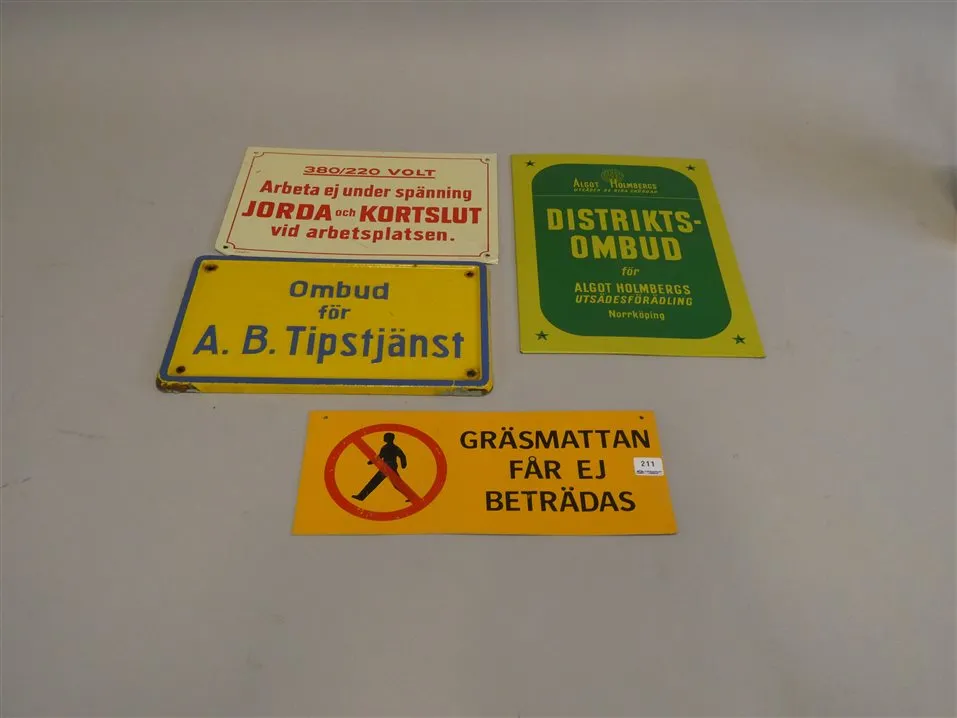 380/220 VOLT
Arbeta ej under spänning
JORDA och KORTSLUT
vid arbetsplatsen.
ALGOT HOLMBERGS
DISTRIKTS-
OMBUD
för
ALGOT HOLMBERGS
UTSÄDESFÖRÄDLING
Norrköping
Ombud
för
A. B. Tipstjänst
GRÄSMATTAN
FÅR EJ
BETRÄDAS
211